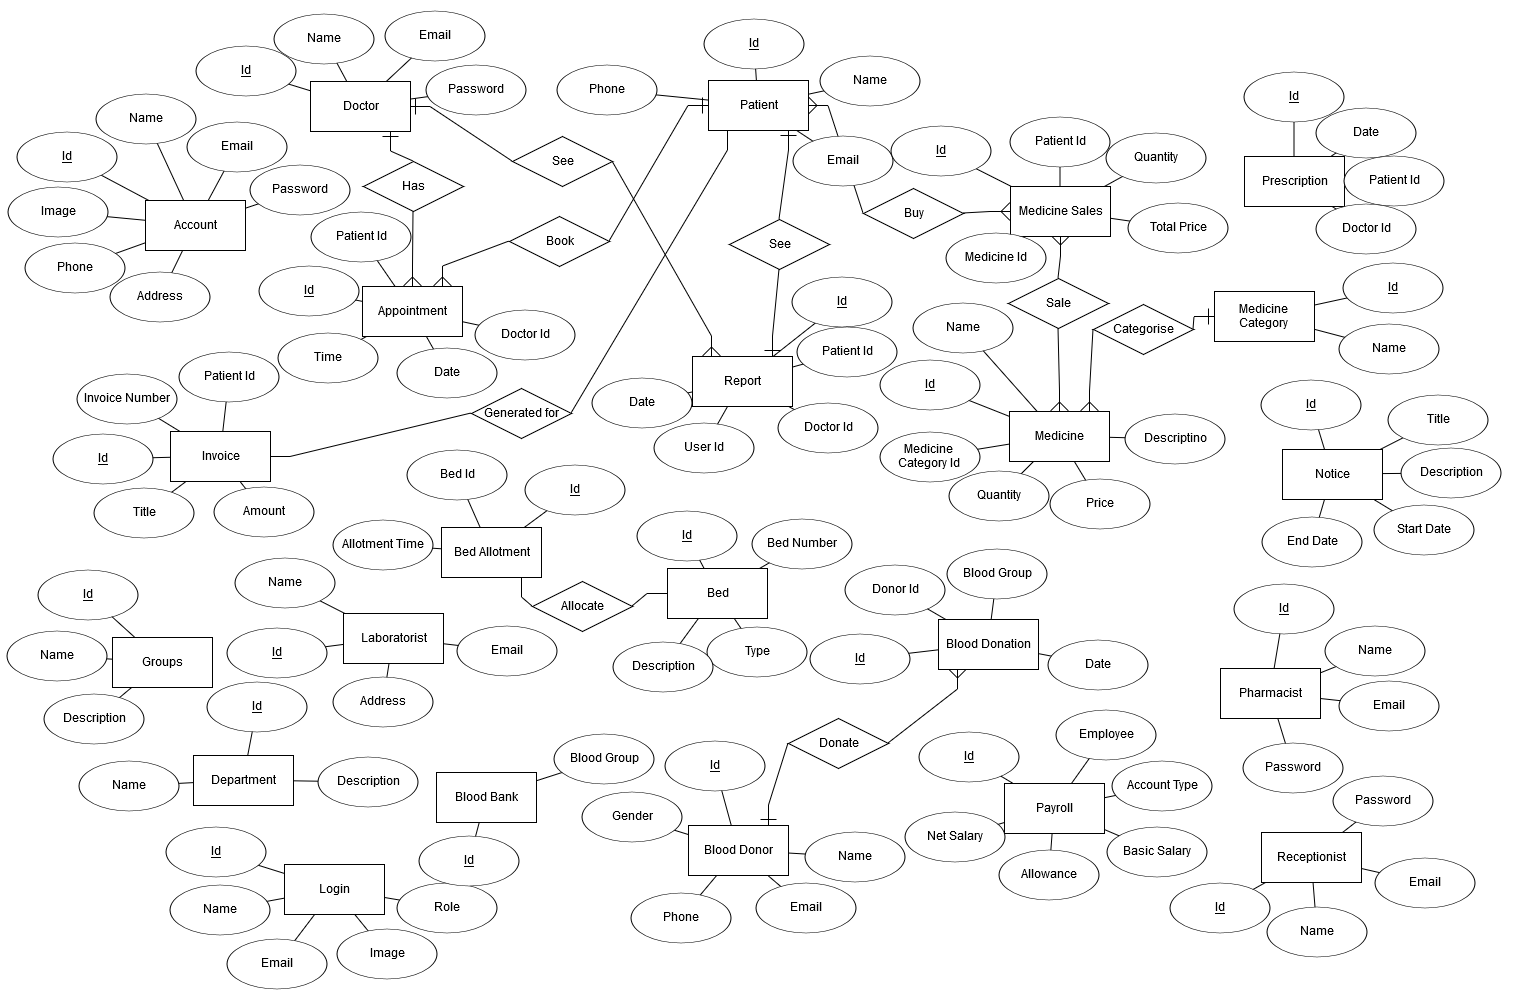 Id
Name
Email
Password
Doctor
Id
Phone
Name
Patient
Email
Id
Name
Email
Password
Image
Phone
Address
Account
See
Has
Book
See
Buy
Id
Patient Id
Quantity
Medicine Sales
Total Price
Medicine Id
Id
Date
Prescription
Patient Id
Doctor Id
Patient Id
Id
Appointment
Doctor Id
Time
Date
Sale
Categorise
Medicine
Category
Id
Name
Id
Patient Id
Report
Date
Doctor Id
User Id
Name
Id
Medicine
Descriptino
Medicine
Category Id
Quantity
Price
Patient Id
Invoice Number
Id
Invoice
Title
Amount
Generated for
Id
Title
Notice
Description
End Date
Start Date
Bed Id
Id
Allotment Time
Bed Allotment
Allocate
Id
Bed Number
Bed
Description
Type
Id
Name
Groups
Description
Name
Id
Laboratorist
Email
Address
Donor Id
Blood Group
Id
Blood Donation
Date
Id
Name
Pharmacist
Email
Password
Id
Name
Department
Description
Blood Group
Blood Bank
Id
Donate
Id
Gender
Blood Donor
Name
Phone
Email
Employee
Id
Account Type
Payroll
Net Salary
Basic Salary
Allowance
Password
Receptionist
Email
Id
Name
Id
Login
Name
Role
Email
Image